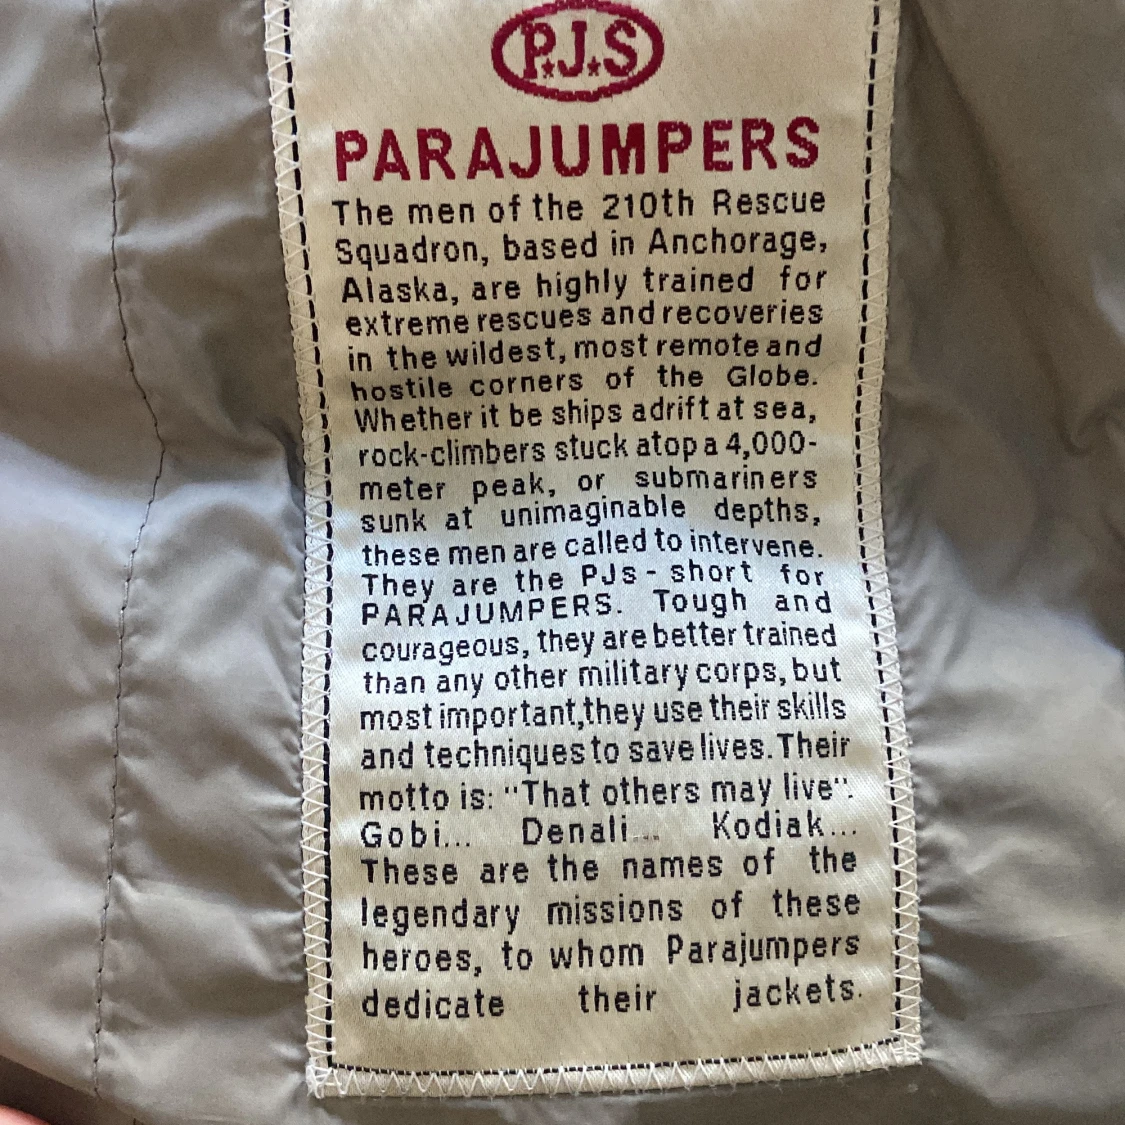 P.J.S
PARAJUMPERS
The men of the 210th Rescue
Squadron, based in Anchorage,
Alaska, are highly trained for
extreme rescues and recoveries
in the wildest, most remote and
hostile corners of the Globe.
Whether it be ships adrift at sea,
rock-climbers stuck atop a 4,000-
meter peak, or submariners
sunk at unimaginable depths,
these men are called to intervene.
They are the PJs - short for
PARAJUMPERS. Tough and
courageous, they are better trained
than any other military corps, but
most important,they use their skills
and techniques to save lives. Their
motto is: "That others may live".
Gobi... Denali... Kodiak...
These are the names of the
legendary missions of these
heroes, to whom Parajumpers
dedicate their jackets.